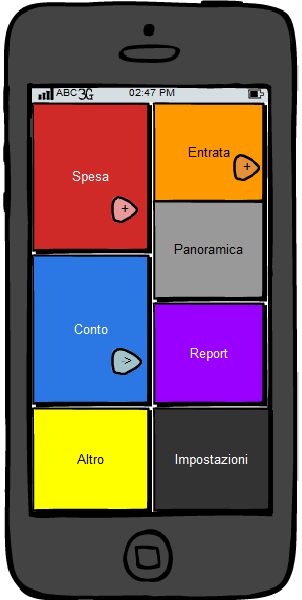 ABC 3G 02:47 PM
Spesa
+
Entrata
+
Panoramica
Conto
->
Report
Altro
Impostazioni